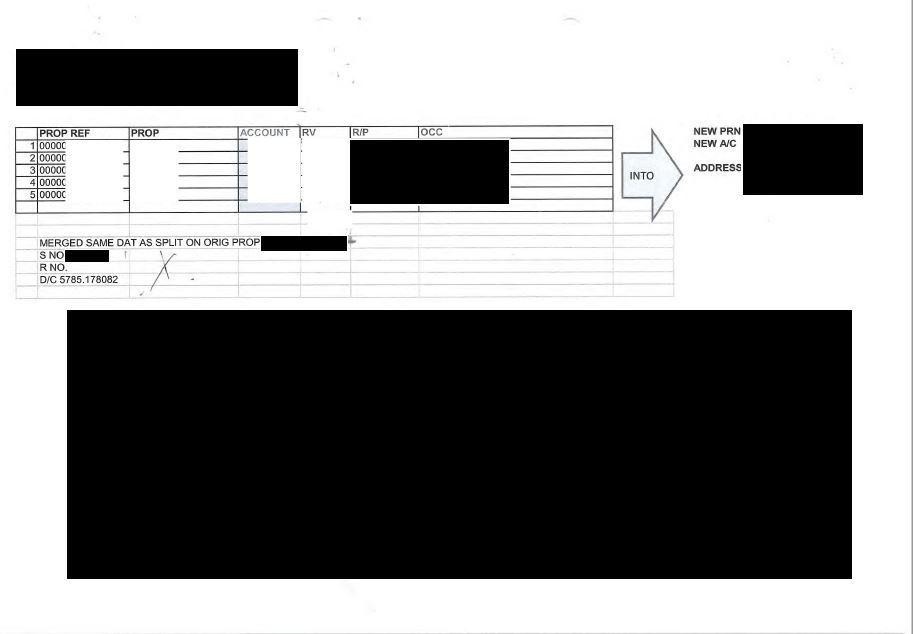 PROP REF PROP ACCOUNT RV R/P OCC
1 00000
2 00000
3 00000
4 00000
5 00000
INTO
NEW PRN
NEW A/C
ADDRESS
MERGED SAME DAT AS SPLIT ON ORIG PROP
S NO
R NO.
D/C 5785.178082